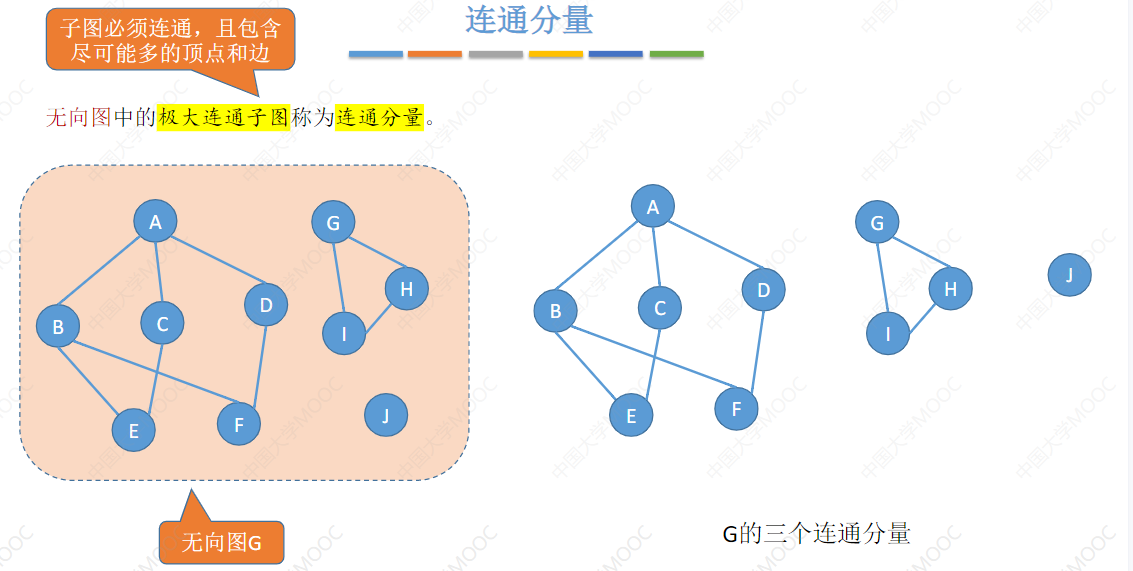 连通分量
子图必须连通，且包含
尽可能多的顶点和边
无向图中的极大连通子图称为连通分量。
A
G
H
D
B
C
I
E
F
J
A
G
H
D
B
C
I
J
E
F
无向图G
G的三个连通分量
中国大学MOOC